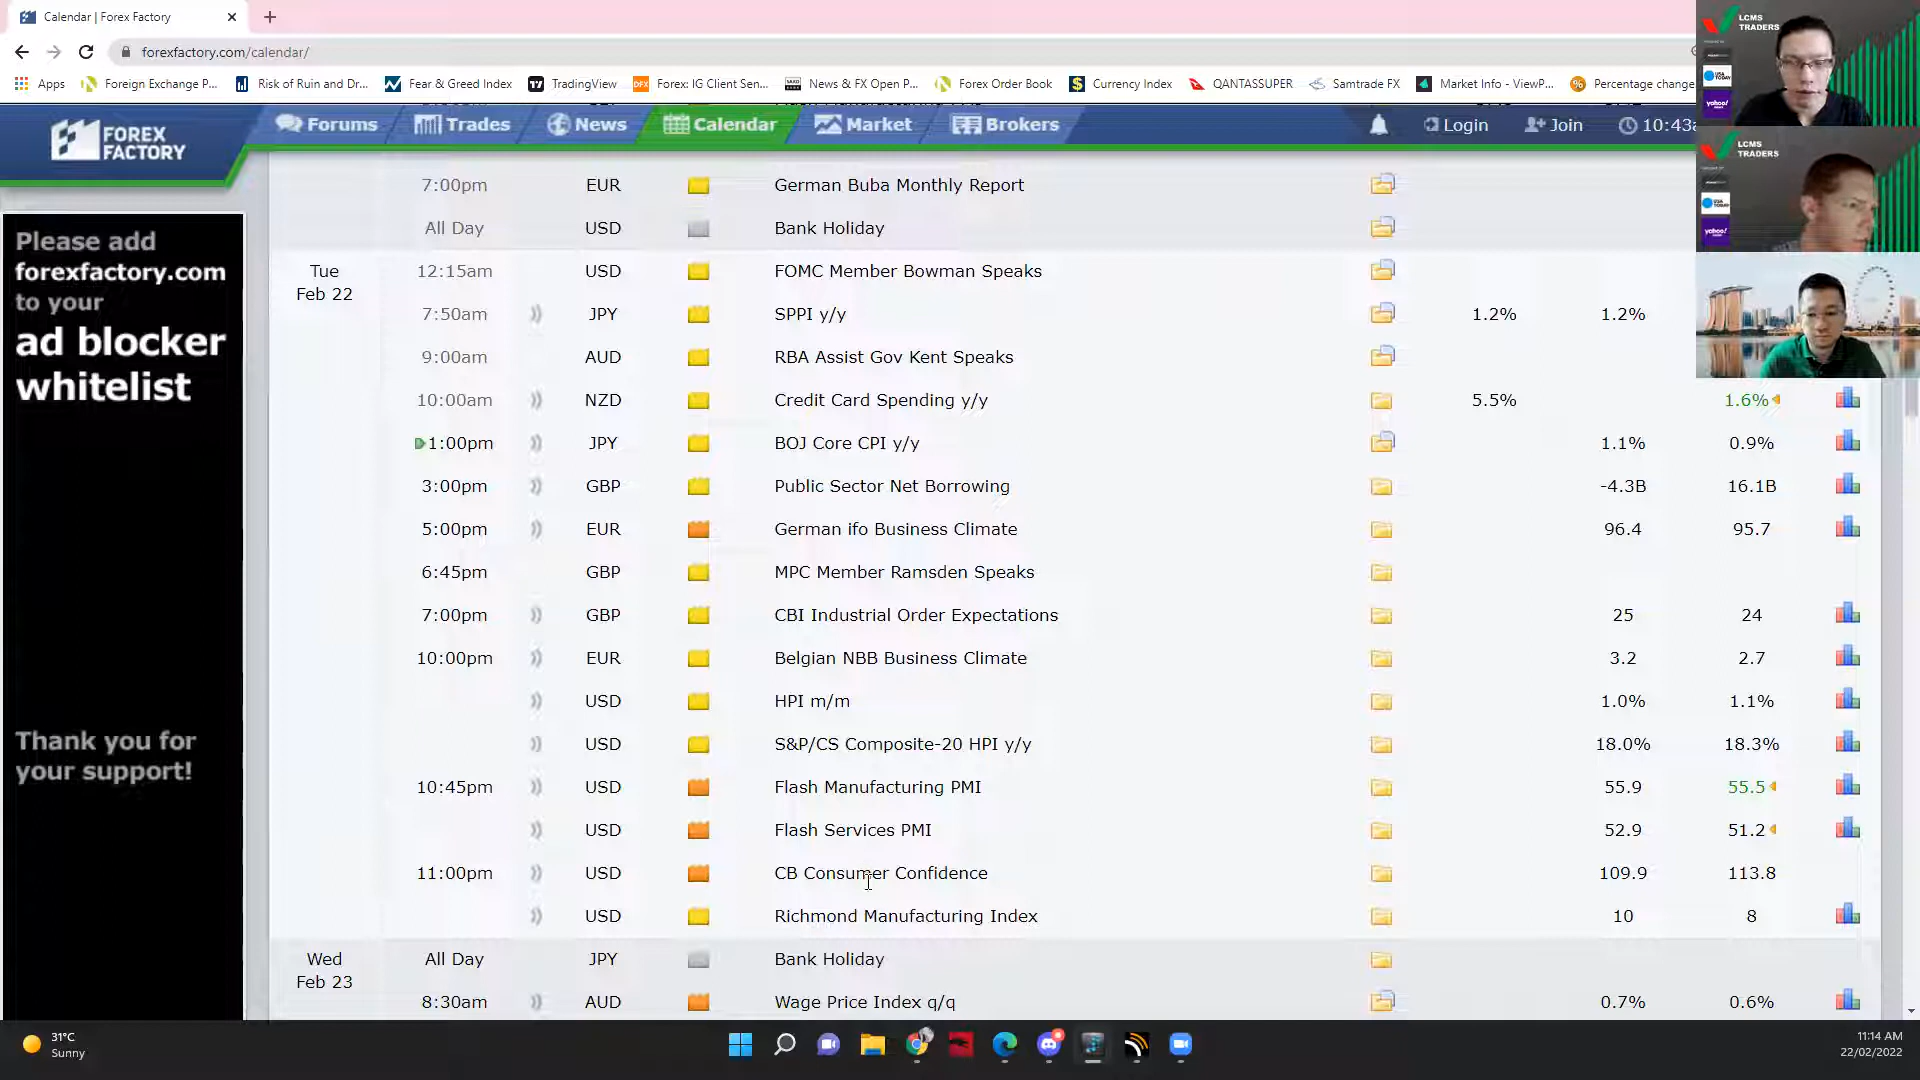 Calendar | Forex Factory
forexfactory.com/calendar/
Apps Foreign Exchange P... Risk of Ruin and Dr... Fear & Greed Index TradingView Forex: IG Client Sen... News & FX Open P... Forex Order Book Currency Index QANTASSUPER Samtrade FX Market Info - ViewP... Percentage change
LCMS TRADERS
USA TODAY
yahoo!
LCMS TRADERS
USA TODAY
yahoo!
FOREX FACTORY
Forums Trades News Calendar Market Brokers Login Join 10:43a
Please add
forexfactory.com
to your
ad blocker
whitelist
Thank you for
your support!
7:00pm EUR German Buba Monthly Report
All Day USD Bank Holiday
Tue Feb 22 12:15am USD FOMC Member Bowman Speaks
7:50am JPY SPPI y/y 1.2% 1.2%
9:00am AUD RBA Assist Gov Kent Speaks
10:00am NZD Credit Card Spending y/y 5.5% 1.6%
1:00pm JPY BOJ Core CPI y/y 1.1% 0.9%
3:00pm GBP Public Sector Net Borrowing -4.3B 16.1B
5:00pm EUR German ifo Business Climate 96.4 95.7
6:45pm GBP MPC Member Ramsden Speaks
7:00pm GBP CBI Industrial Order Expectations 25 24
10:00pm EUR Belgian NBB Business Climate 3.2 2.7
USD HPI m/m 1.0% 1.1%
USD S&P/CS Composite-20 HPI y/y 18.0% 18.3%
10:45pm USD Flash Manufacturing PMI 55.9 55.5
USD Flash Services PMI 52.9 51.2
11:00pm USD CB Consumer Confidence 109.9 113.8
USD Richmond Manufacturing Index 10 8
Wed Feb 23 All Day JPY Bank Holiday
8:30am AUD Wage Price Index q/q 0.7% 0.6%
31°C
Sunny
11:14 AM
22/02/2022